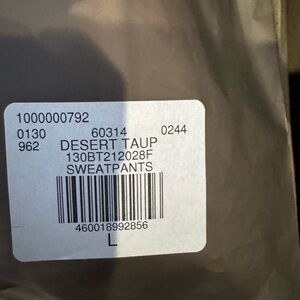 1000000792
0130 60314 0244
962 DESERT TAUP
130BT212028F
SWEATPANTS
460018992856
L